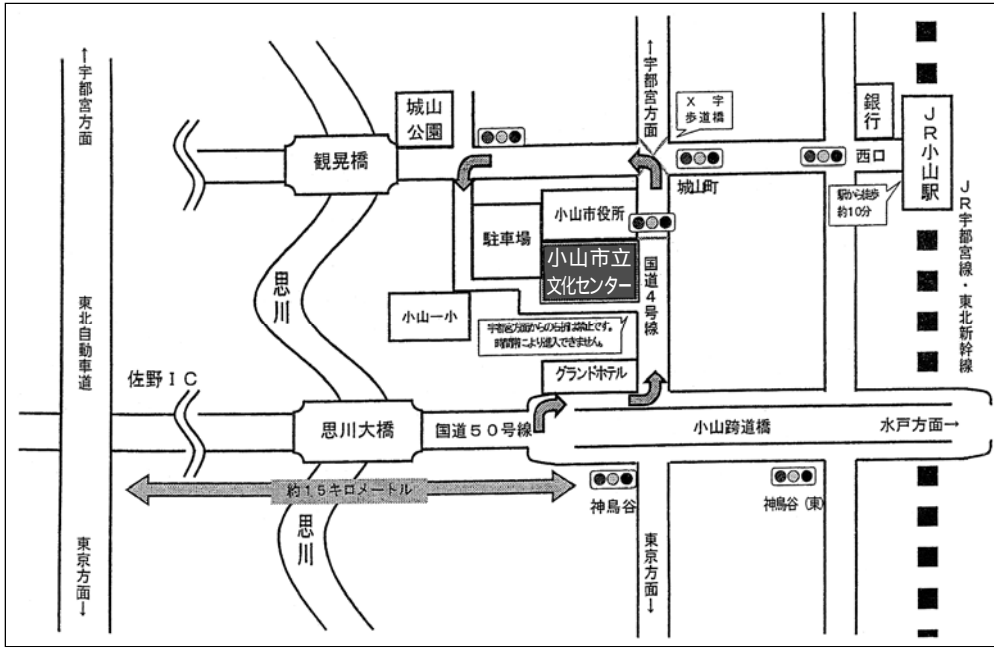 ←宇都宮方面
←宇都宮方面
城山
公園
X 字
歩道橋
銀行
JR小山駅
観晃橋
西口
城山町
駅から徒歩
約10分
小山市役所
駐車場
小山市立
文化センター
国道4号線
JR宇都宮線・東北新幹線
思川
東北自動車道
小山一小
宇都宮方面からの右折は禁止です。
時間帯により進入できません。
グランドホテル
佐野IC
思川大橋
国道50号線
小山跨道橋
水戸方面→
約15キロメートル
神鳥谷
神鳥谷(東)
思川
東京方面→
東京方面→